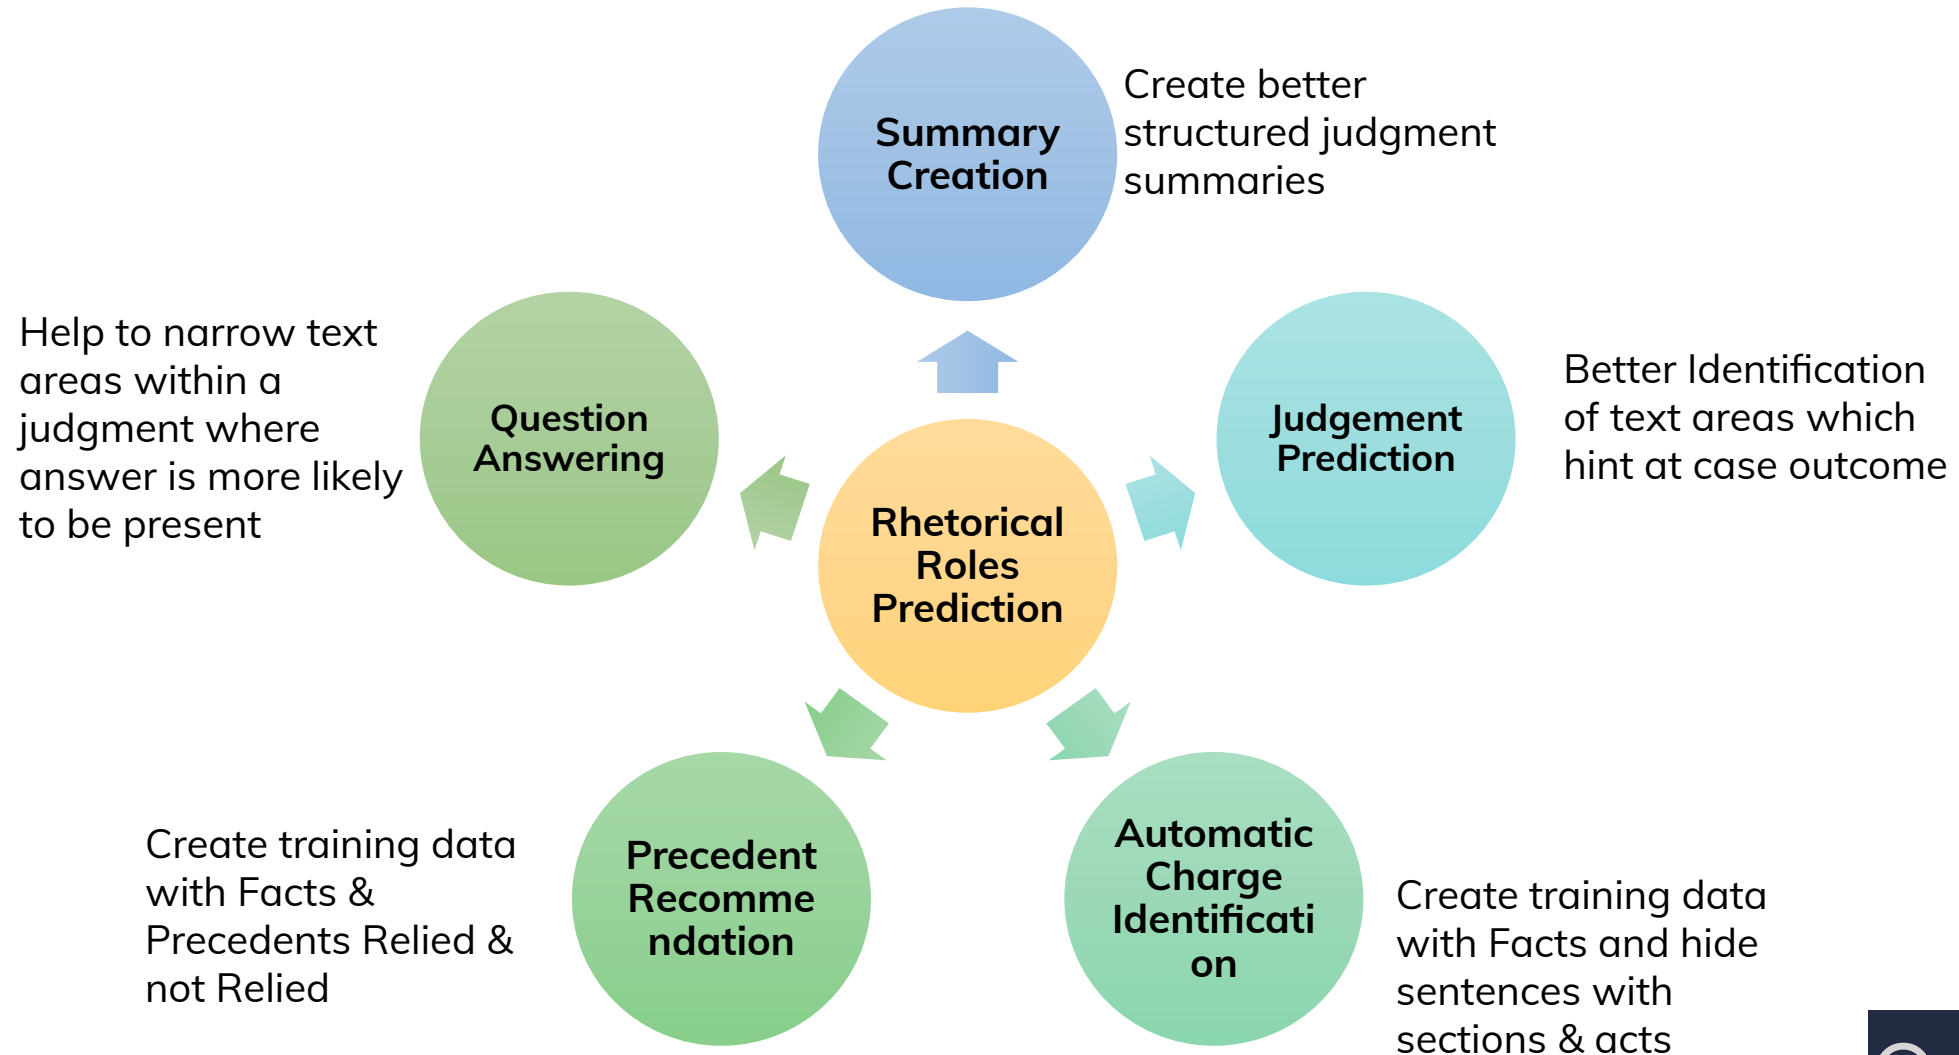 Summary
Creation
Create better
structured judgment
summaries
Help to narrow text
areas within a
judgment where
answer is more likely
to be present
Question
Answering
Judgement
Prediction
Better Identification
of text areas which
hint at case outcome
Rhetorical
Roles
Prediction
Create training data
with Facts &
Precedents Relied &
not Relied
Precedent
Recomme
ndation
Automatic
Charge
Identificati
on
Create training data
with Facts and hide
sentences with
sections & acts